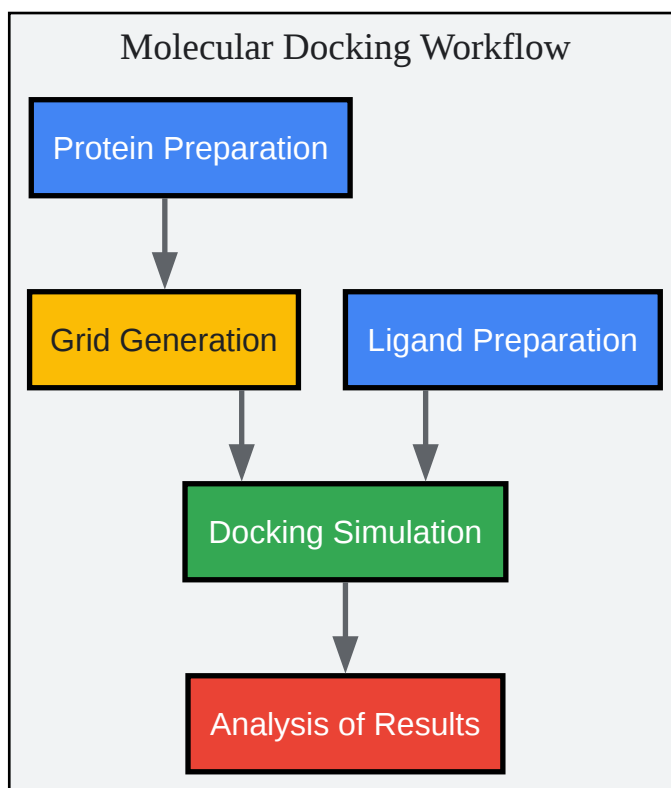 Molecular Docking Workflow
Protein Preparation
Grid Generation
Ligand Preparation
Docking Simulation
Analysis of Results